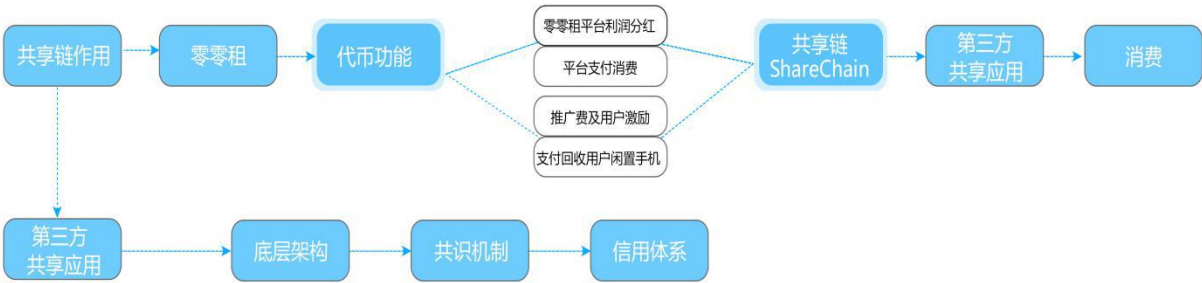 共享链作用
零零租
代币功能
零零租平台利润分红
平台支付消费
推广费及用户激励
支付回收用户闲置手机
共享链
ShareChain
第三方
共享应用
消费
第三方
共享应用
底层架构
共识机制
信用体系